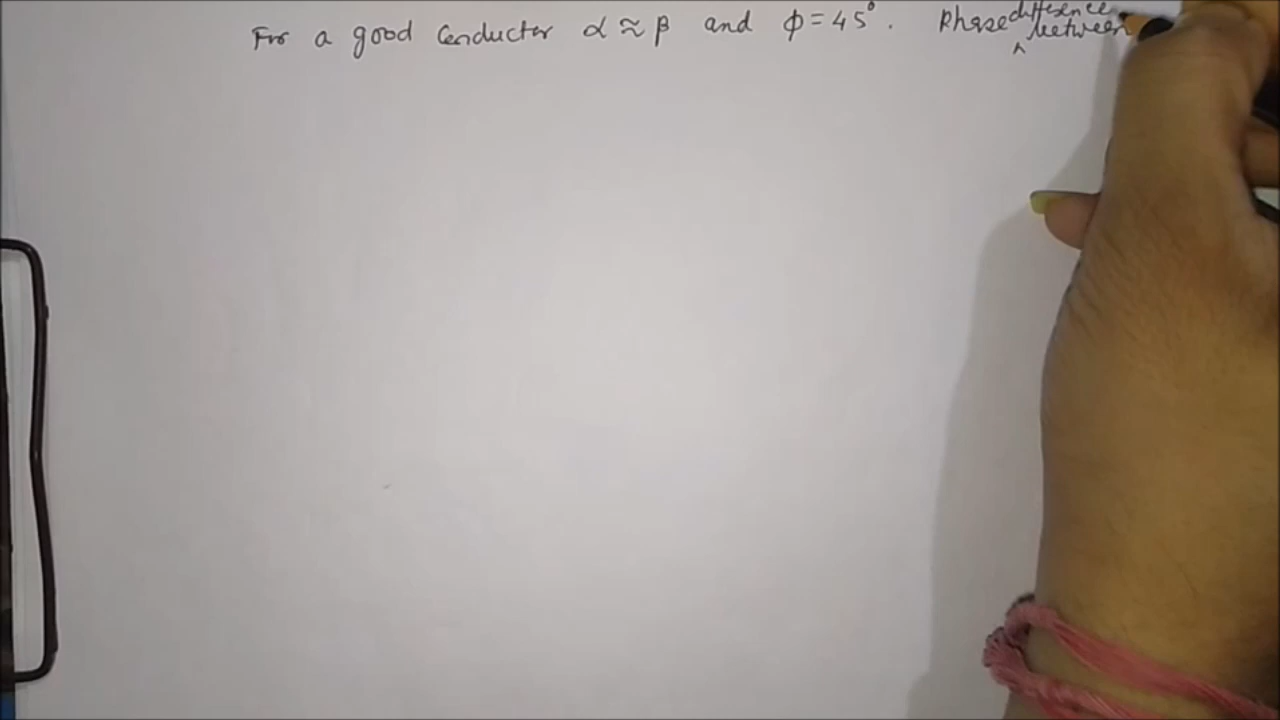 For a good conductor α ≈ β and ϕ = 45°. Phase ‸difference between